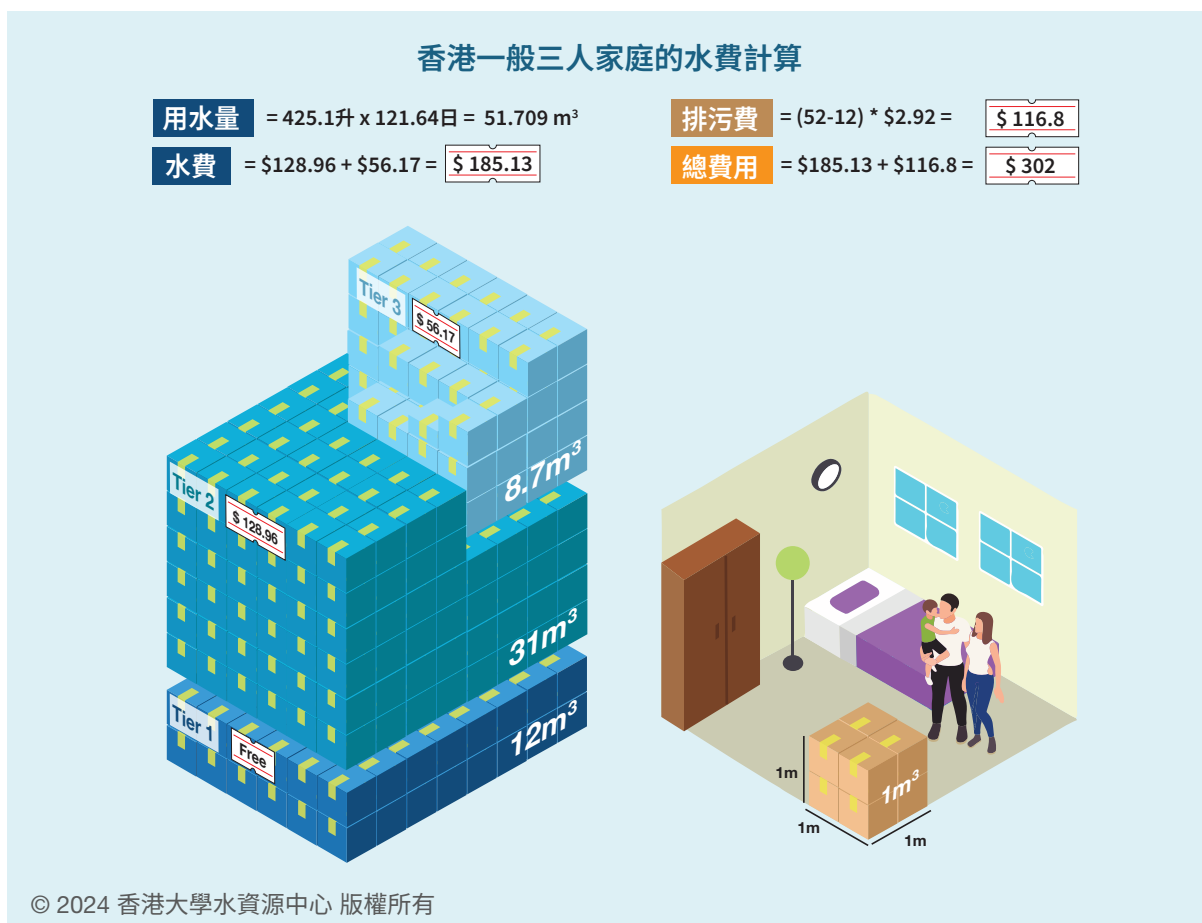 香港一般三人家庭的水費計算
用水量 = 425.1升 x 121.64日 = 51.709 m³
水費 = $128.96 + $56.17 = $ 185.13
排污費 = (52-12) * $2.92 = $ 116.8
總費用 = $185.13 + $116.8 = $ 302
Tier 3
$ 56.17
8.7m³
Tier 2
$ 128.96
31m³
Tier 1
Free
12m³
1m
1m³
1m
1m
© 2024 香港大學水資源中心 版權所有